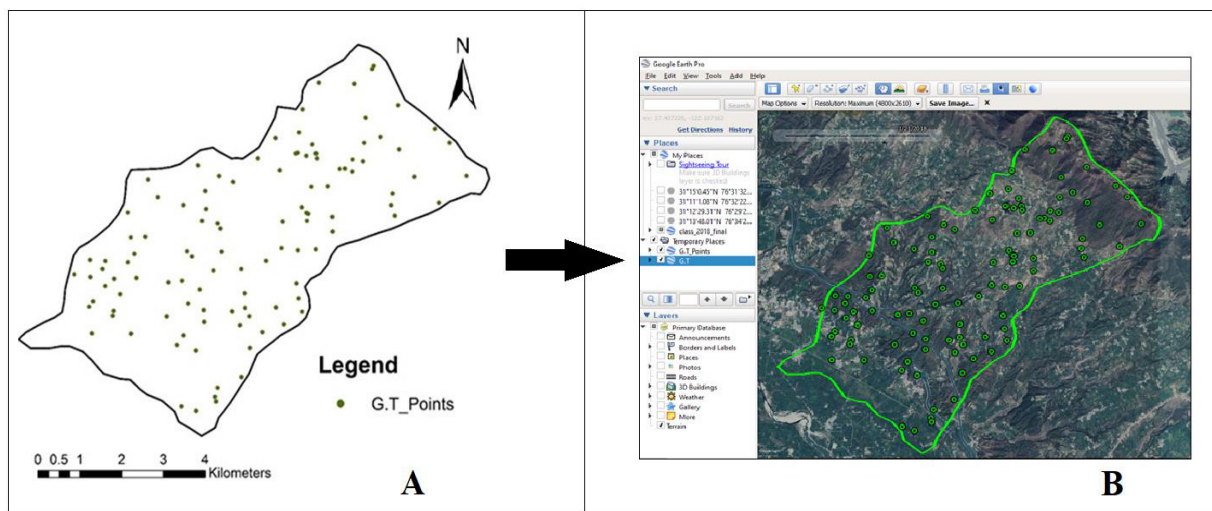 N
Legend
G.T_Points
0 0.5 1 2 3 4
Kilometers
A
Google Earth Pro
File Edit View Tools Add Help
Map Options Resolution: Maximum (4800x2610) Save Image...
Search
Search
Get Directions History
Places
My Places
Sightseeing Tour
Make sure 3D Buildings
layer is checked
31°15'0.45"N 76°31'32...
31°11'1.08"N 76°32'22...
31°12'29.31"N 76°29'2...
31°13'48.01"N 76°34'2...
class_2018_final
Temporary Places
G.T_Points
G.T
Layers
Primary Database
Announcements
Borders and Labels
Places
Photos
Roads
3D Buildings
Weather
Gallery
More
Terrain
B